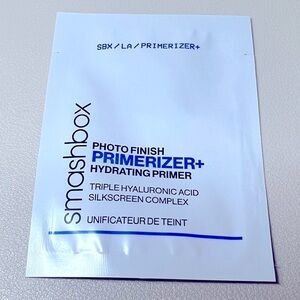 SBX/LA/PRIMERIZER+
smashbox
PHOTO FINISH
PRIMERIZER+
HYDRATING PRIMER
TRIPLE HYALURONIC ACID
SILKSCREEN COMPLEX
UNIFICATEUR DE TEINT